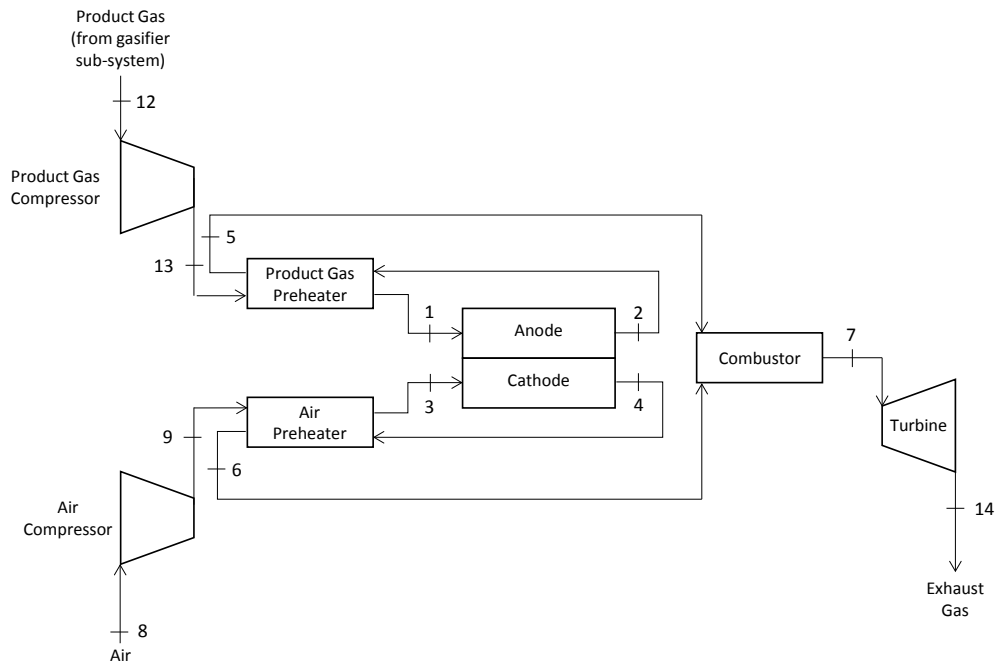 Product Gas
(from gasifier
sub-system)
12
Product Gas
Compressor
5
13
Product Gas
Preheater
1
2
Anode
7
Combustor
Cathode
3
4
Air
Preheater
9
6
Turbine
Air
Compressor
14
Exhaust
Gas
8
Air